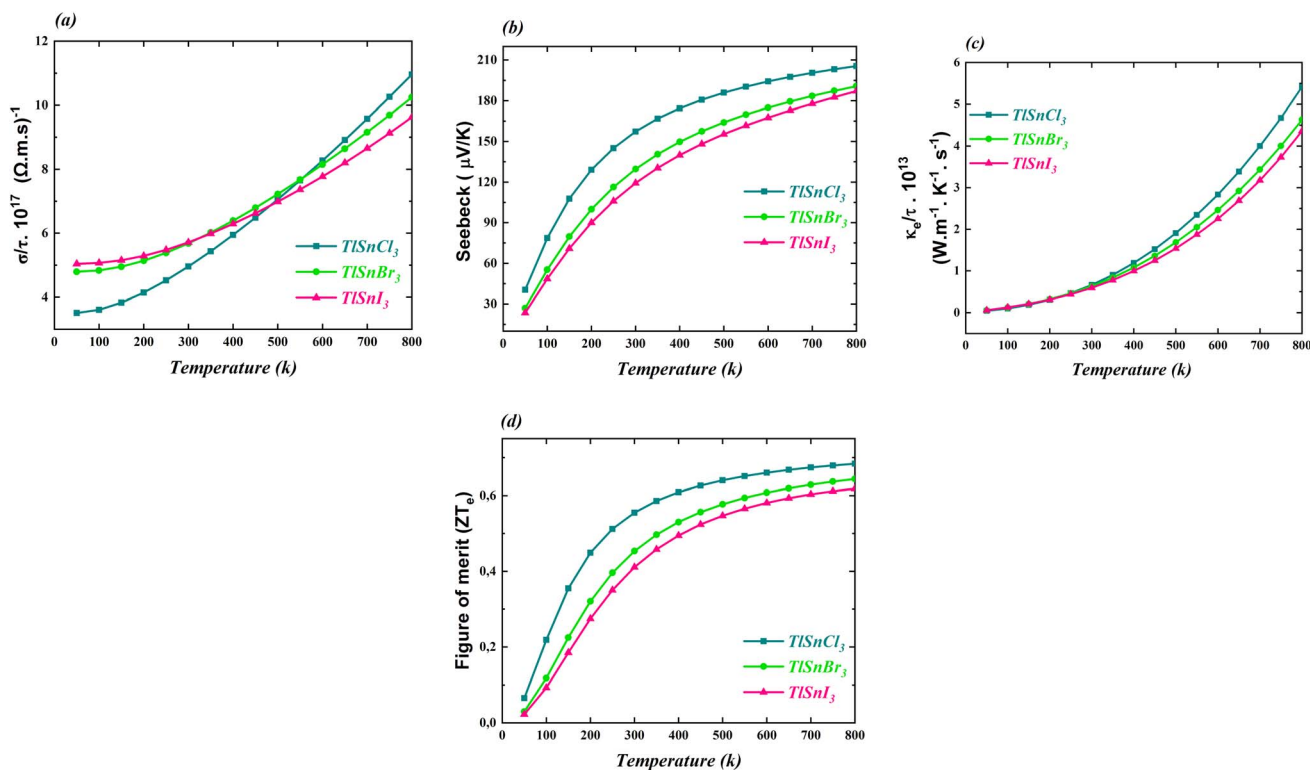 (a)
σ/τ. 10¹⁷ (Ω.m.s)⁻¹
12
10
8
6
4
TlSnCl₃
TlSnBr₃
TlSnI₃
0 100 200 300 400 500 600 700 800
Temperature (k)
(b)
Seebeck ( μV/K)
210
180
150
120
90
60
30
TlSnCl₃
TlSnBr₃
TlSnI₃
0 100 200 300 400 500 600 700 800
Temperature (k)
(c)
κₑ/τ . 10¹³
(W.m⁻¹. K⁻¹. s⁻¹)
6
5
4
3
2
1
0
TlSnCl₃
TlSnBr₃
TlSnI₃
0 100 200 300 400 500 600 700 800
Temperature (k)
(d)
Figure of merit (ZTₑ)
0,6
0,4
0,2
0,0
TlSnCl₃
TlSnBr₃
TlSnI₃
0 100 200 300 400 500 600 700 800
Temperature (k)